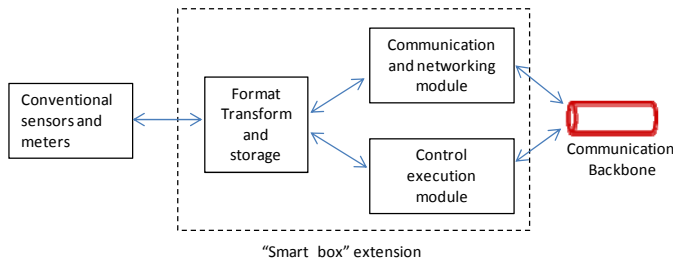 Conventional
sensors and
meters
Format
Transform
and
storage
Communication
and networking
module
Control
execution
module
Communication
Backbone
“Smart box” extension